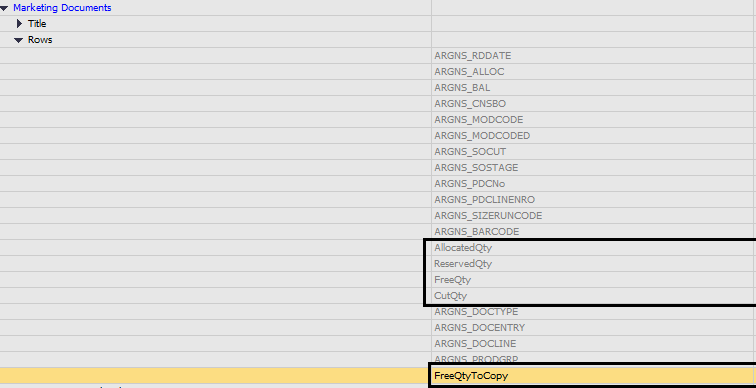 Marketing Documents
Title
Rows
ARGNS_RDDATE
ARGNS_ALLOC
ARGNS_BAL
ARGNS_CNSBO
ARGNS_MODCODE
ARGNS_MODCODED
ARGNS_SOCUT
ARGNS_SOSTAGE
ARGNS_PDCNo
ARGNS_PDCLINENRO
ARGNS_SIZERUNCODE
ARGNS_BARCODE
AllocatedQty
ReservedQty
FreeQty
CutQty
ARGNS_DOCTYPE
ARGNS_DOCENTRY
ARGNS_DOCLINE
ARGNS_PRODGRP
FreeQtyToCopy